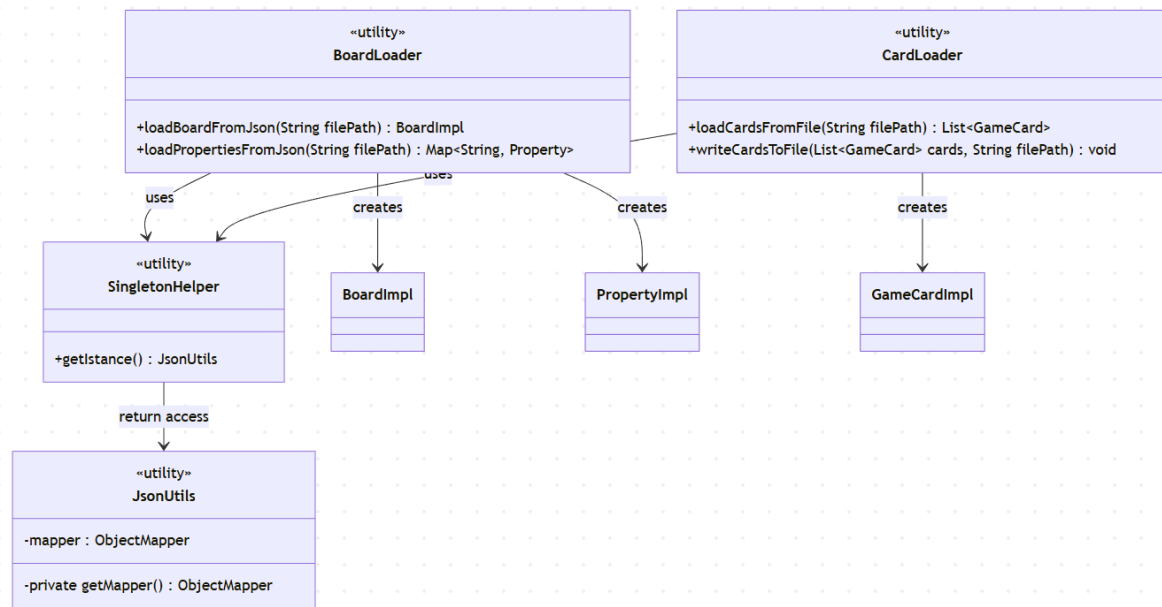 «utility»
BoardLoader
+loadBoardFromJson(String filePath) : BoardImpl
+loadPropertiesFromJson(String filePath) : Map<String, Property>
«utility»
CardLoader
+loadCardsFromFile(String filePath) : List<GameCard>
+writeCardsToFile(List<GameCard> cards, String filePath) : void
uses
uses
creates
creates
creates
«utility»
SingletonHelper
+getIstance() : JsonUtils
BoardImpl
PropertyImpl
GameCardImpl
return access
«utility»
JsonUtils
-mapper : ObjectMapper
-private getMapper() : ObjectMapper